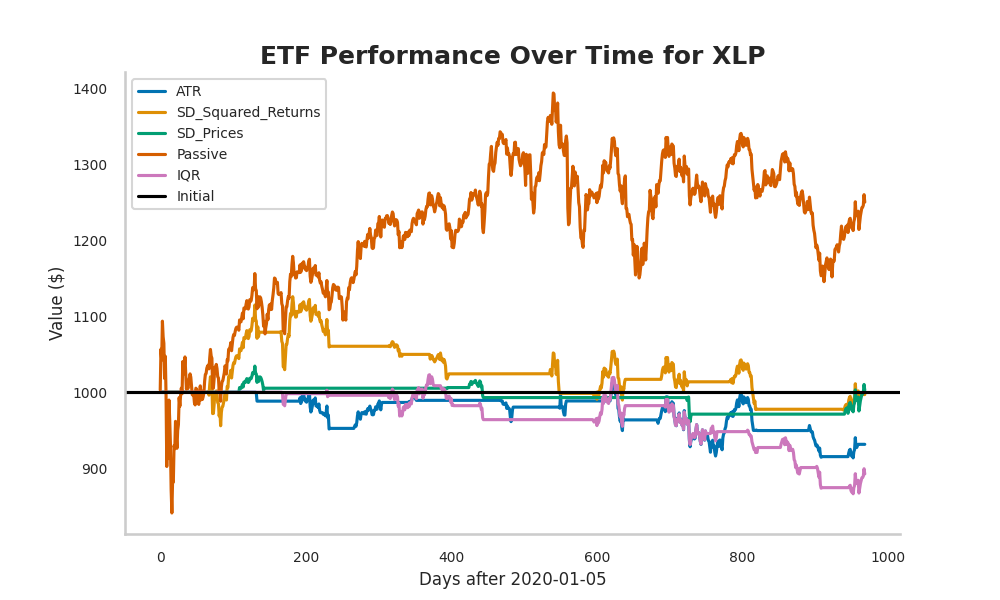 ETF Performance Over Time for XLP
ATR
SD_Squared_Returns
SD_Prices
Passive
IQR
Initial
Value ($)
1400
1300
1200
1100
1000
900
0 200 400 600 800 1000
Days after 2020-01-05